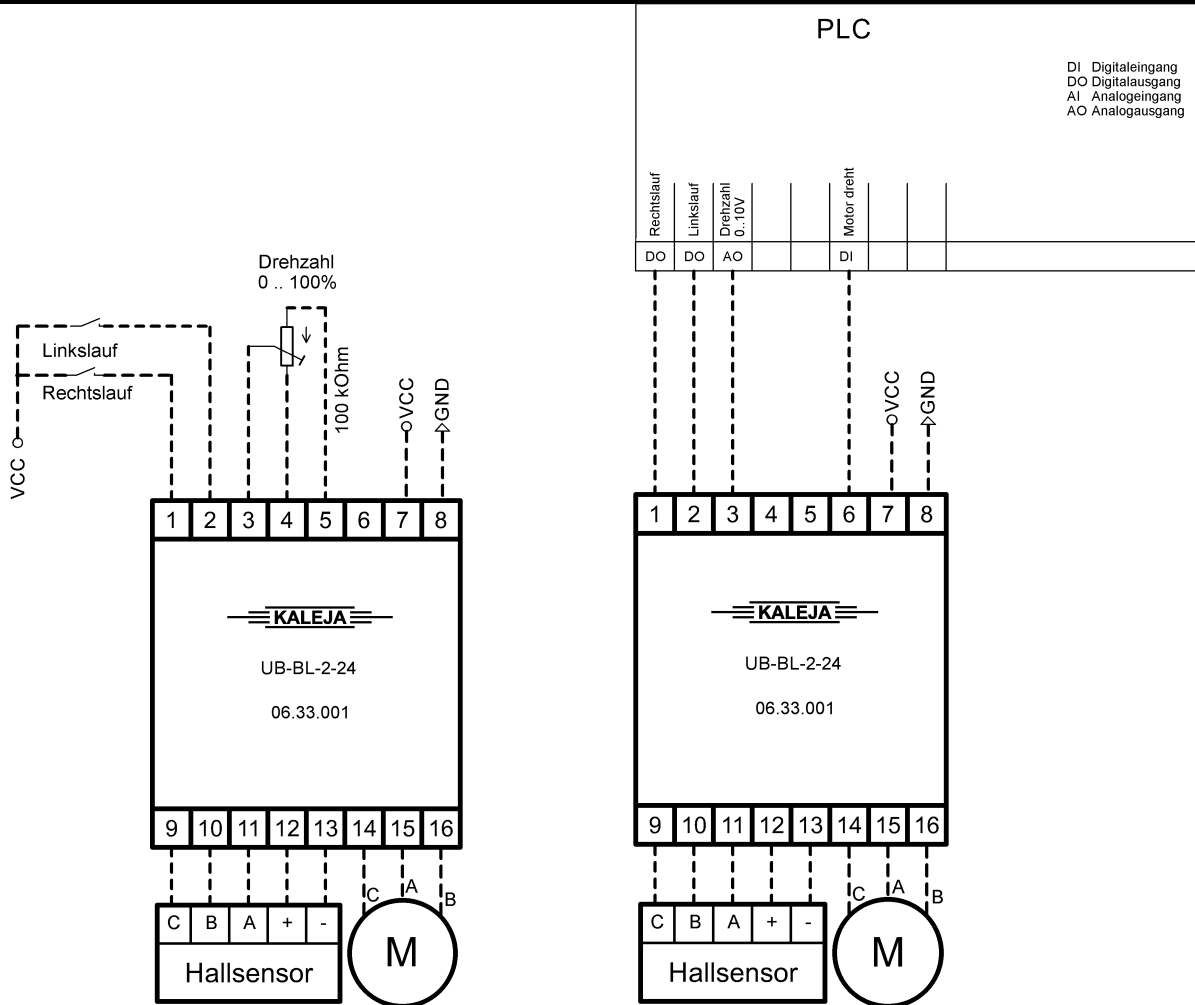 PLC
DI Digitaleingang
DO Digitalausgang
AI Analogeingang
AO Analogausgang
Rechtslauf
Linkslauf
Drehzahl
0..10V
Motor dreht
DO DO AO DI
Drehzahl
0 .. 100%
Linkslauf
Rechtslauf
100 kOhm
VCC
VCC
GND
1 2 3 4 5 6 7 8
KALEJA
UB-BL-2-24
06.33.001
9 10 11 12 13 14 15 16
C A B
C B A + -
Hallsensor
M
VCC
GND
1 2 3 4 5 6 7 8
KALEJA
UB-BL-2-24
06.33.001
9 10 11 12 13 14 15 16
C A B
C B A + -
Hallsensor
M